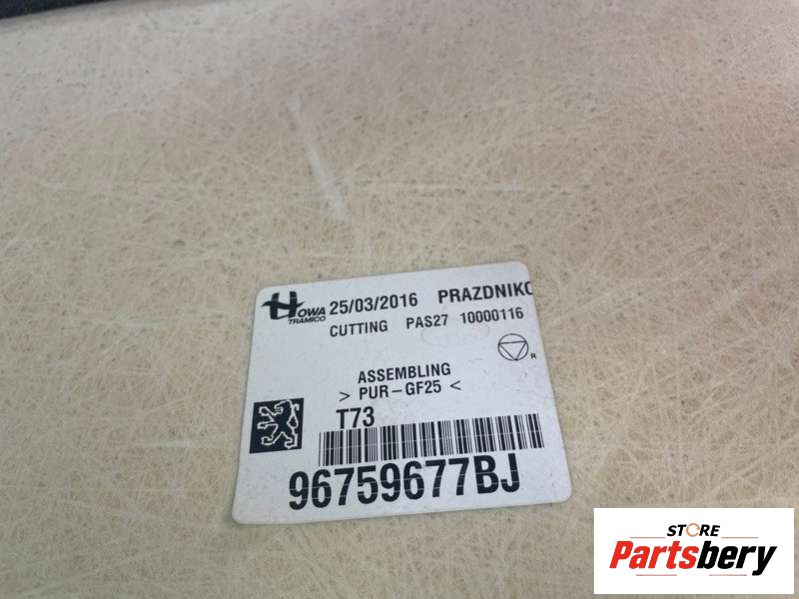 HOWA
TRAMICO
25/03/2016 PRAZDNIKO
CUTTING PAS27 10000116
R
ASSEMBLING
> PUR-GF25 <
T73
96759677BJ
STORE
Partsbery